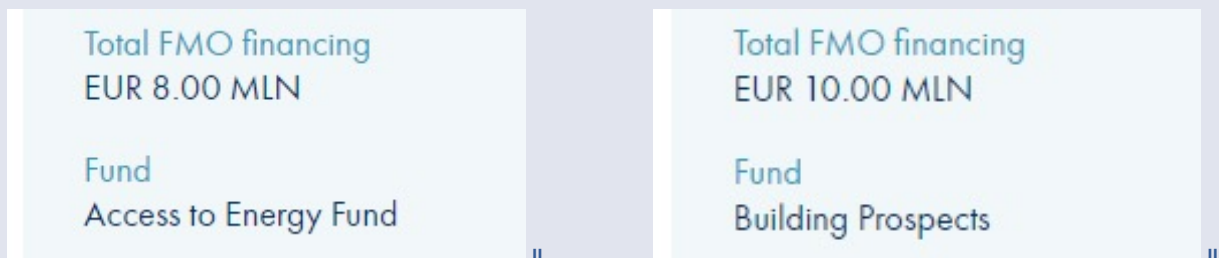 Total FMO financing
EUR 8.00 MLN
Fund
Access to Energy Fund
Total FMO financing
EUR 10.00 MLN
Fund
Building Prospects